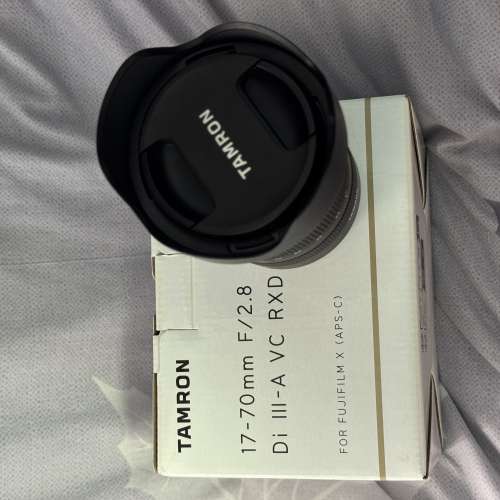 TAMRON
TAMRON
17-70mm F/2.8
Di III-A VC RXD
FOR FUJIFILM X (APS-C)